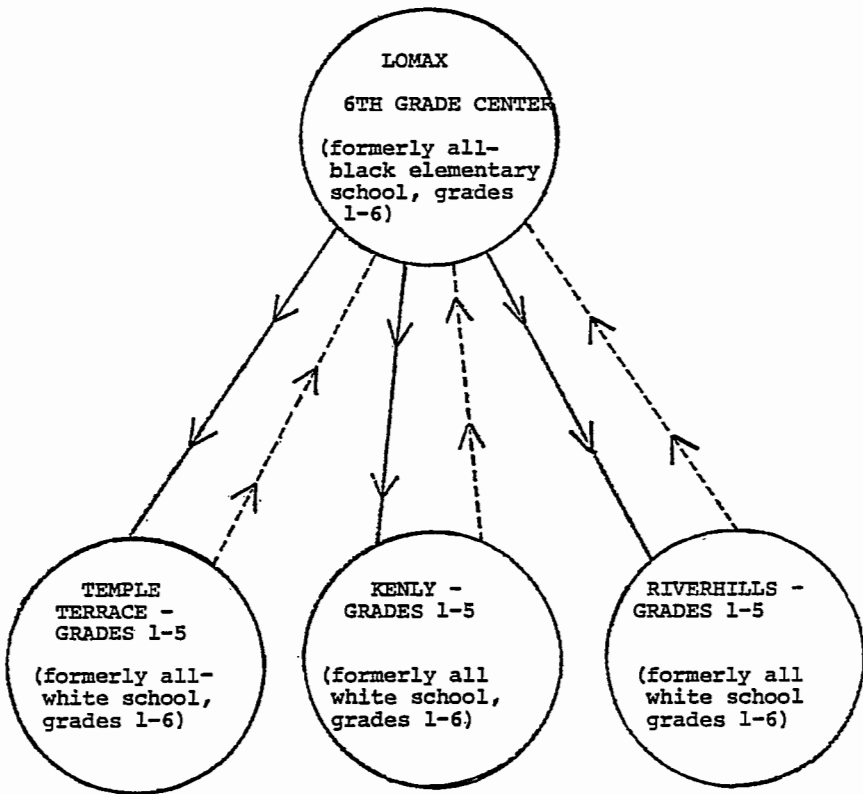 LOMAX
6TH GRADE CENTER
(formerly all-
black elementary
school, grades
1-6)
TEMPLE
TERRACE -
GRADES 1-5
(formerly all-
white school,
grades 1-6)
KENLY -
GRADES 1-5
(formerly all
white school,
grades 1-6)
RIVERHILLS -
GRADES 1-5
(formerly all
white school
grades 1-6)